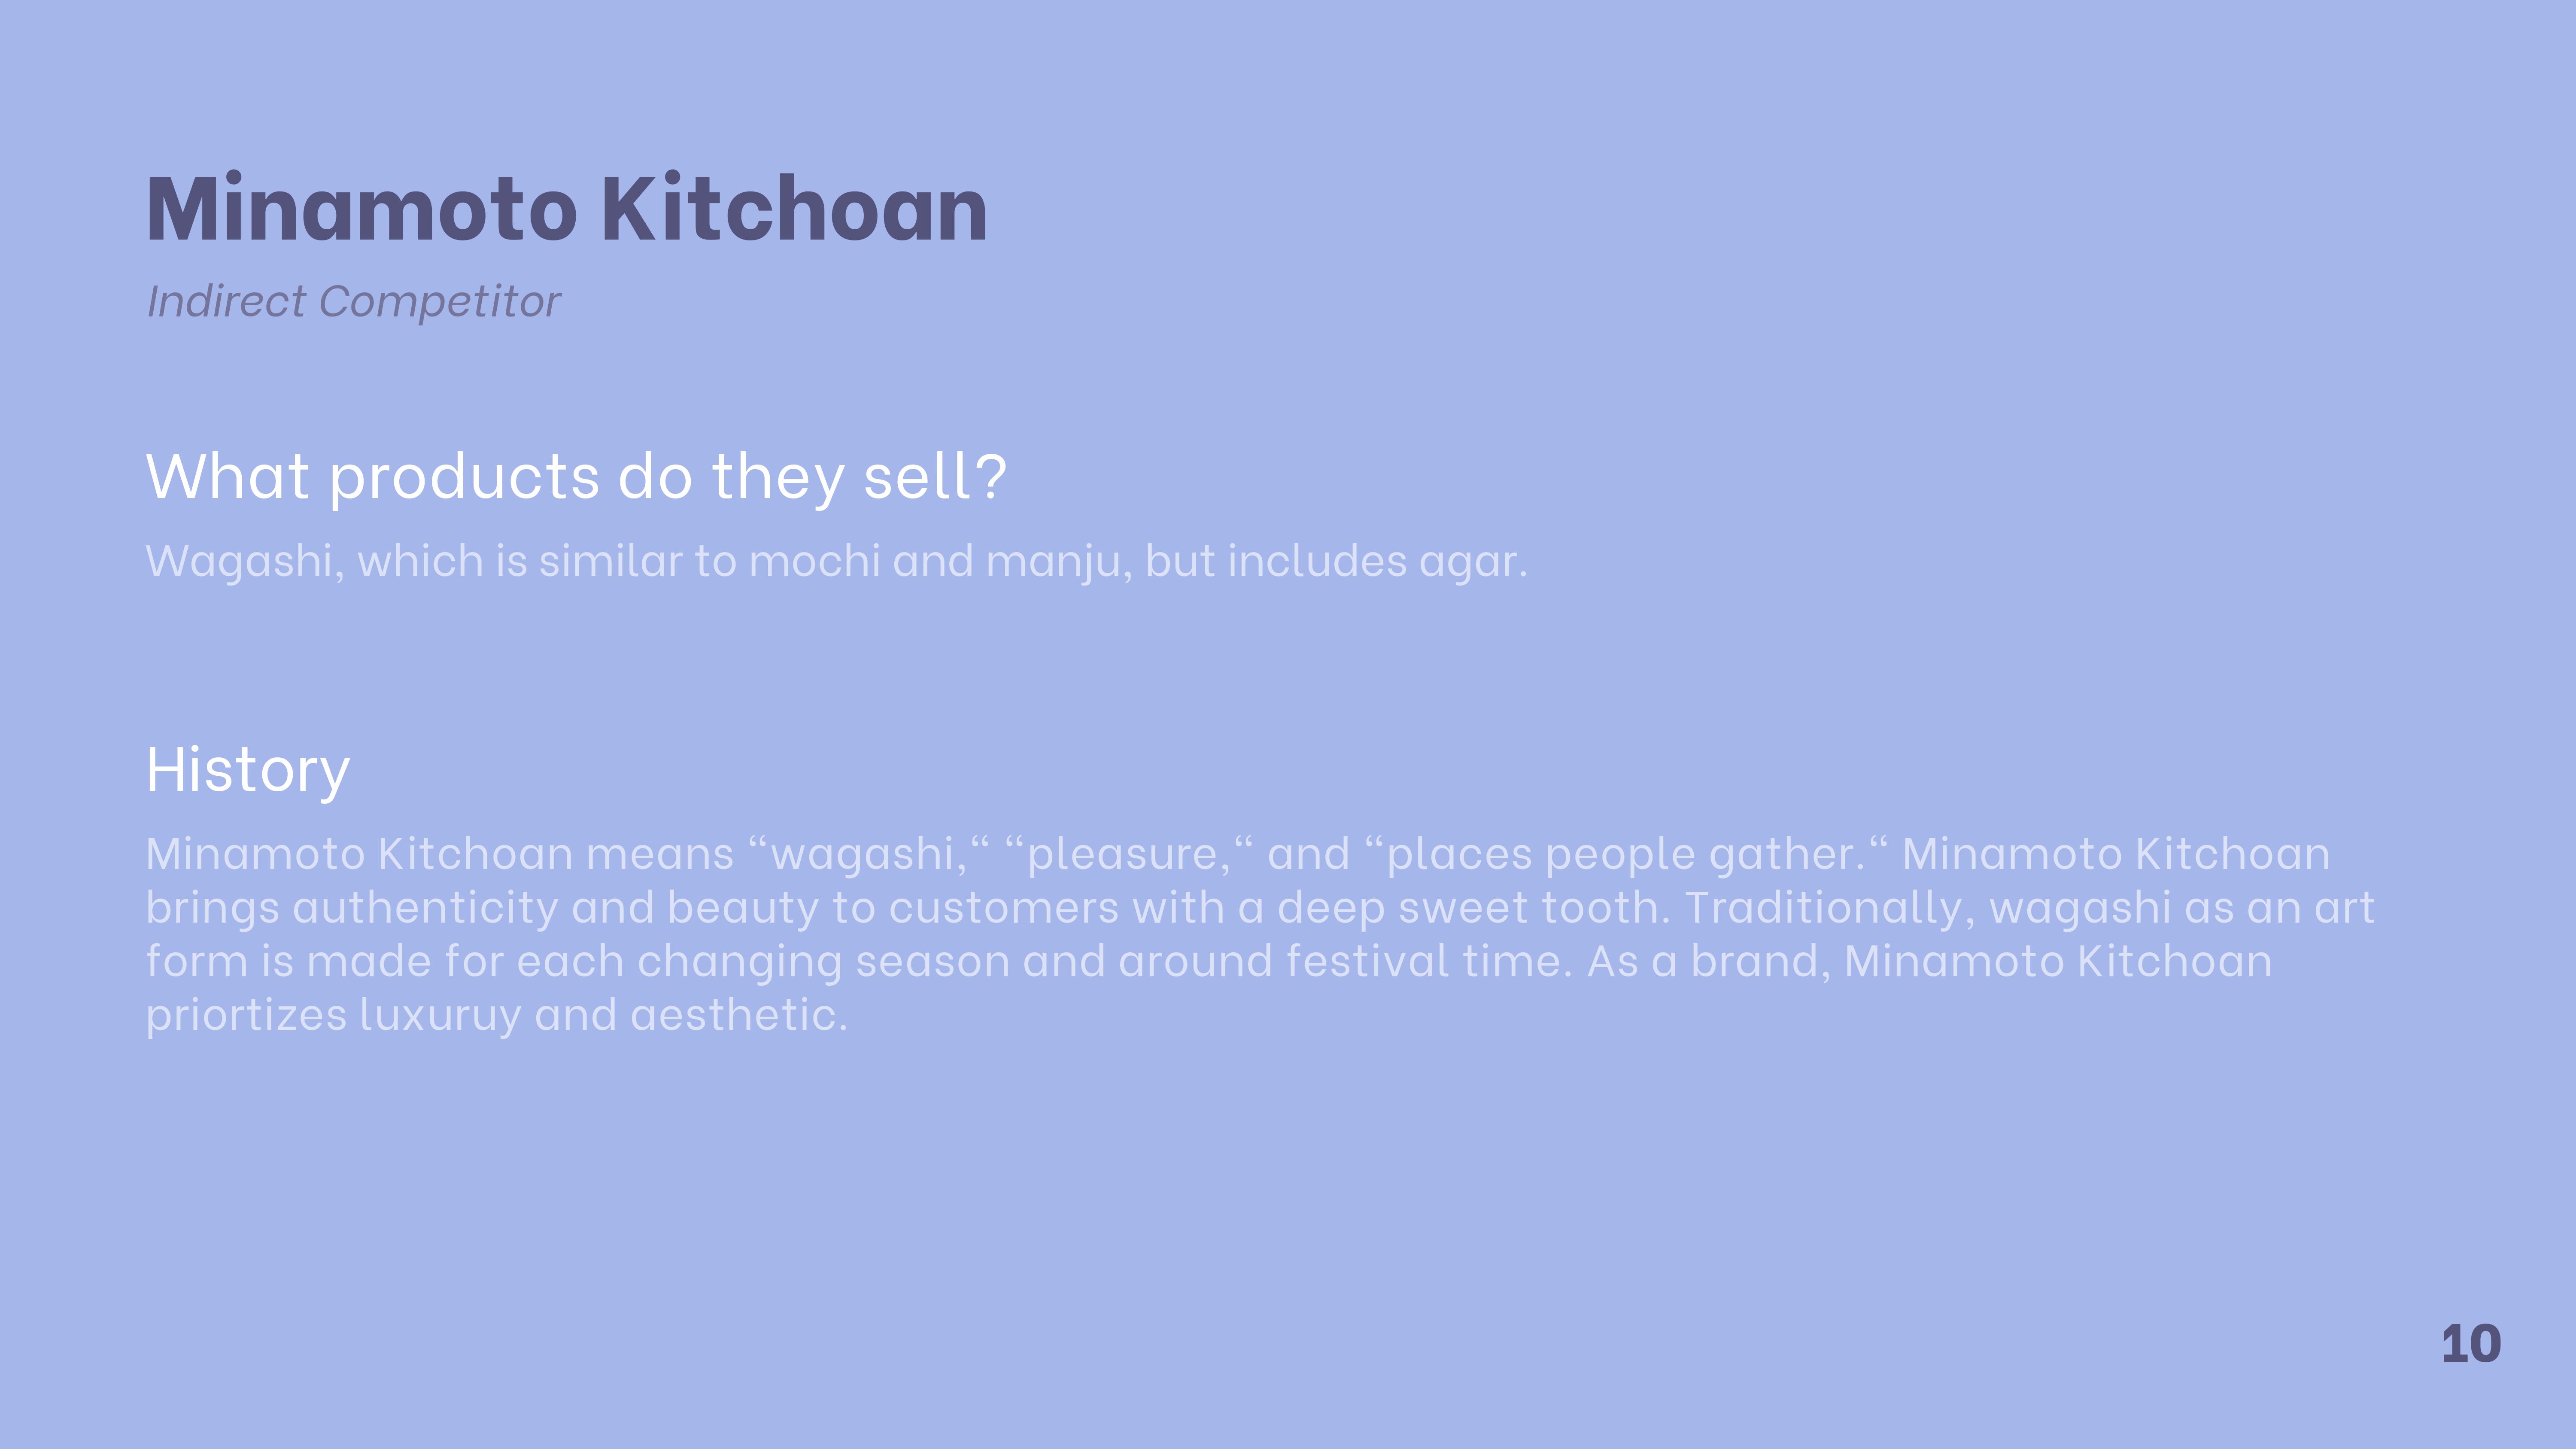 Minamoto Kitchoan
Indirect Competitor
What products do they sell?
Wagashi, which is similar to mochi and manju, but includes agar.
History
Minamoto Kitchoan means “wagashi,“ “pleasure,“ and “places people gather.“ Minamoto Kitchoan
brings authenticity and beauty to customers with a deep sweet tooth. Traditionally, wagashi as an art
form is made for each changing season and around festival time. As a brand, Minamoto Kitchoan
priortizes luxuruy and aesthetic.
10